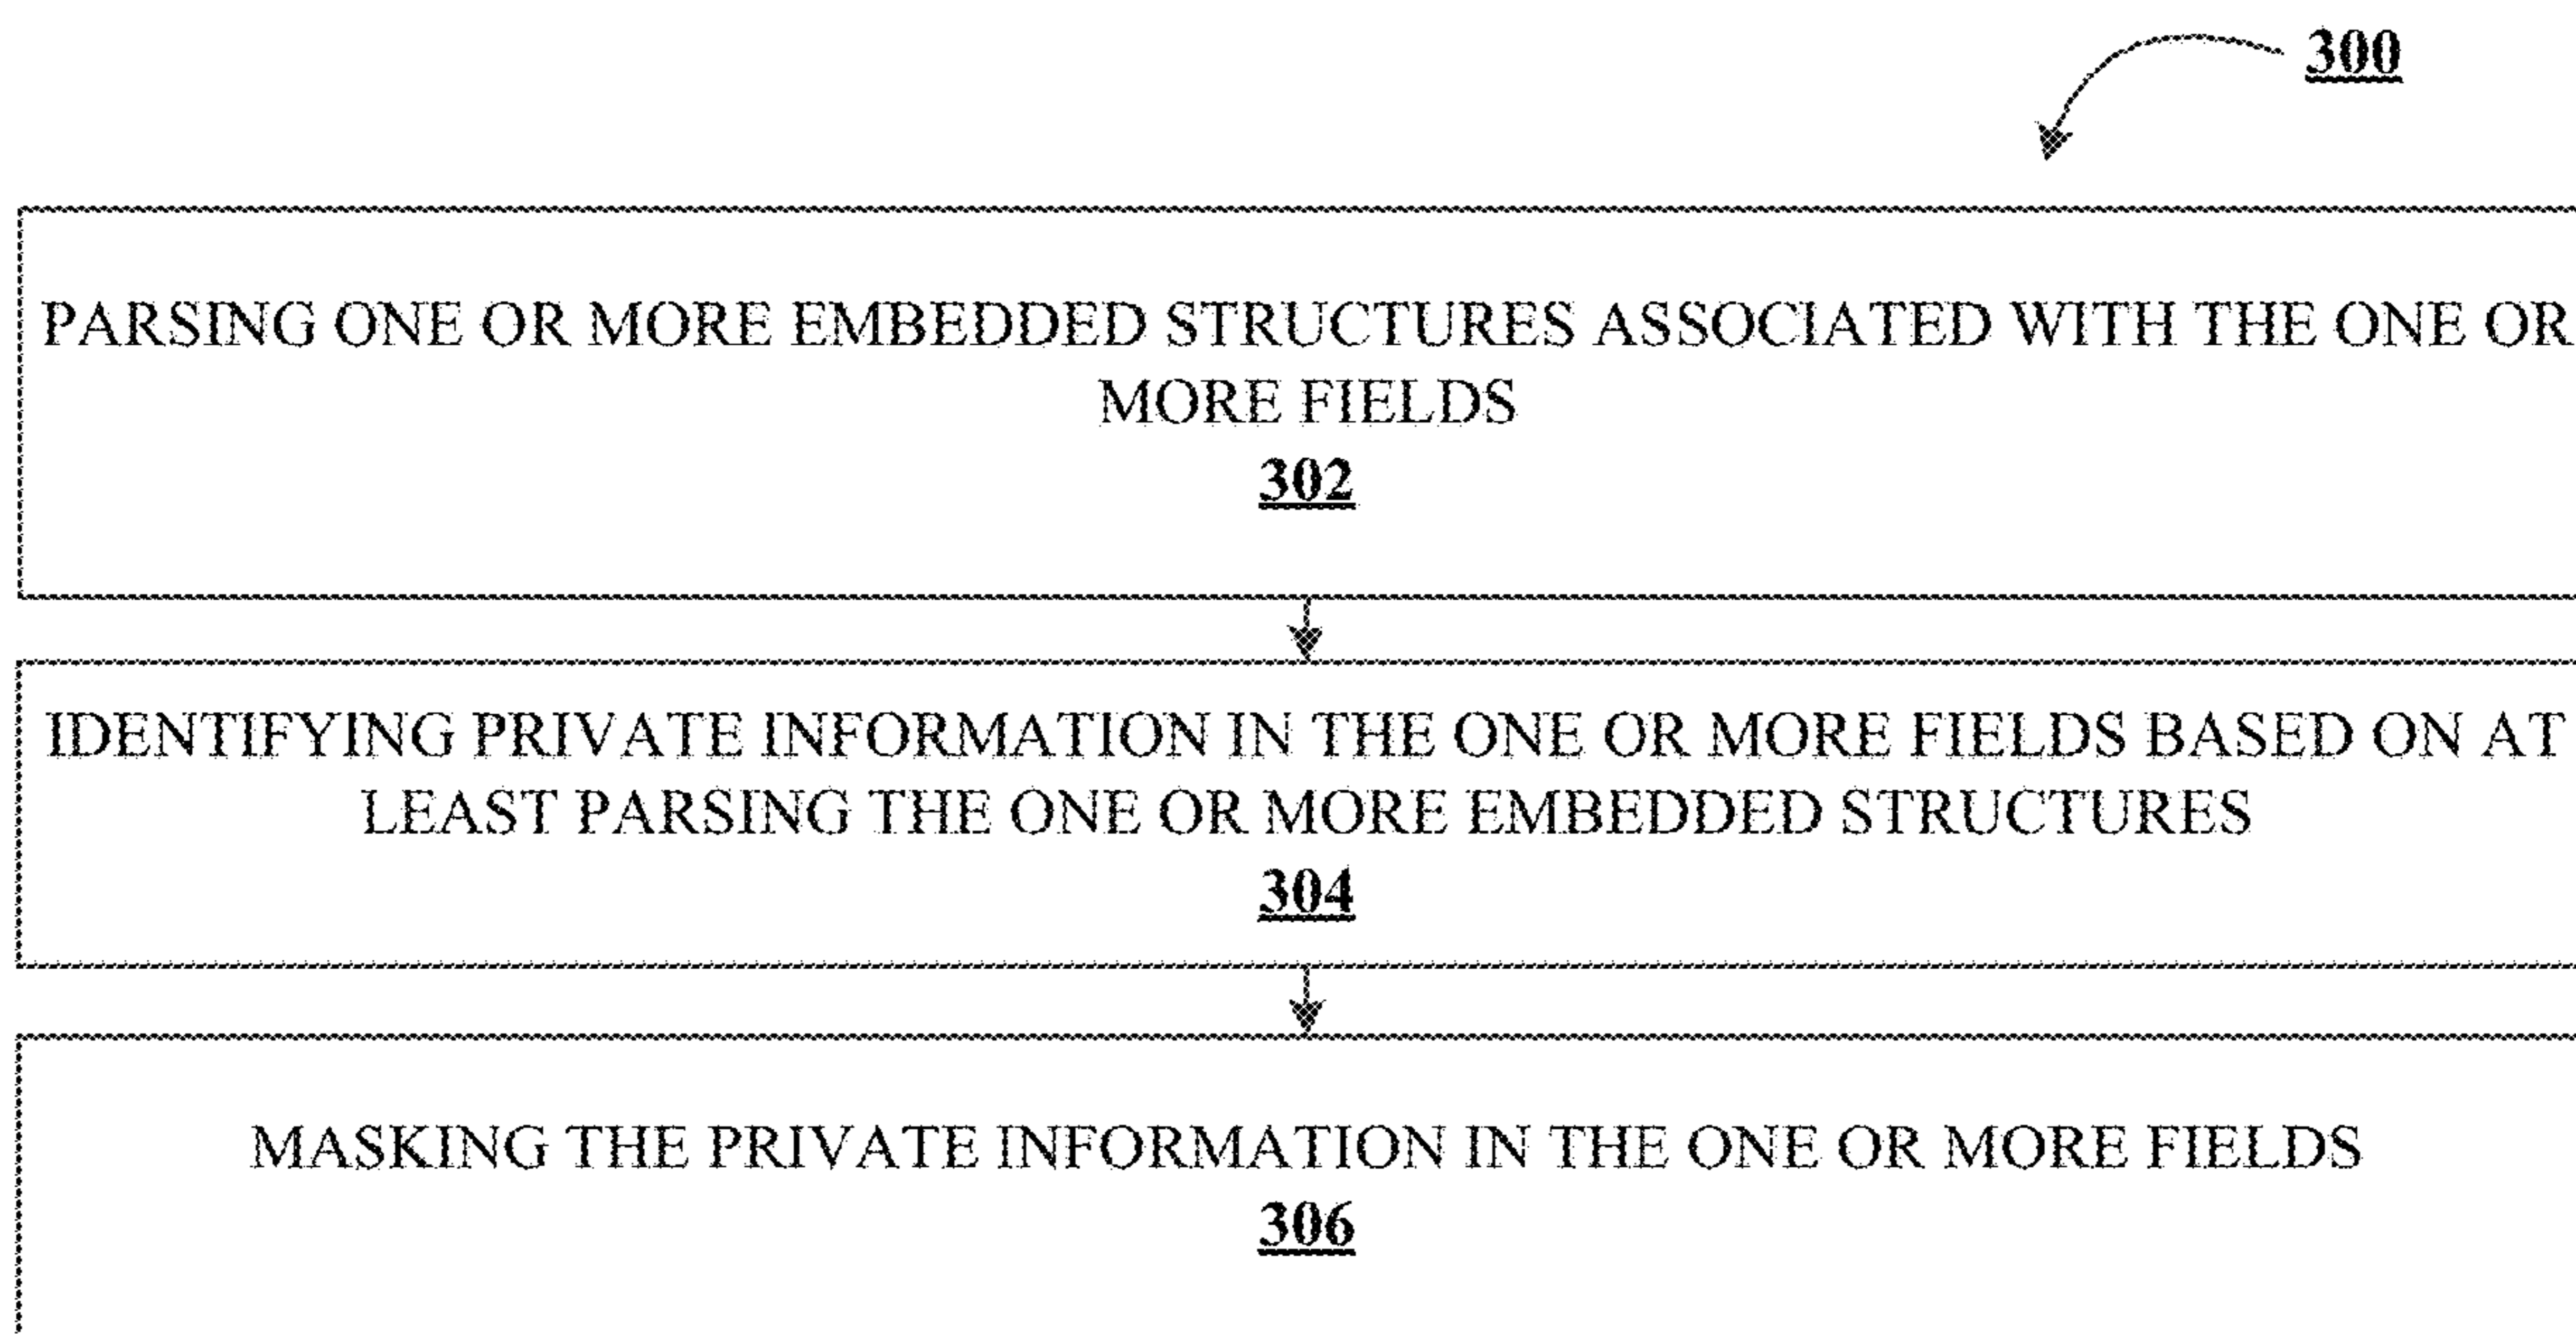 300
PARSING ONE OR MORE EMBEDDED STRUCTURES ASSOCIATED WITH THE ONE OR
MORE FIELDS
302
IDENTIFYING PRIVATE INFORMATION IN THE ONE OR MORE FIELDS BASED ON AT
LEAST PARSING THE ONE OR MORE EMBEDDED STRUCTURES
304
MASKING THE PRIVATE INFORMATION IN THE ONE OR MORE FIELDS
306